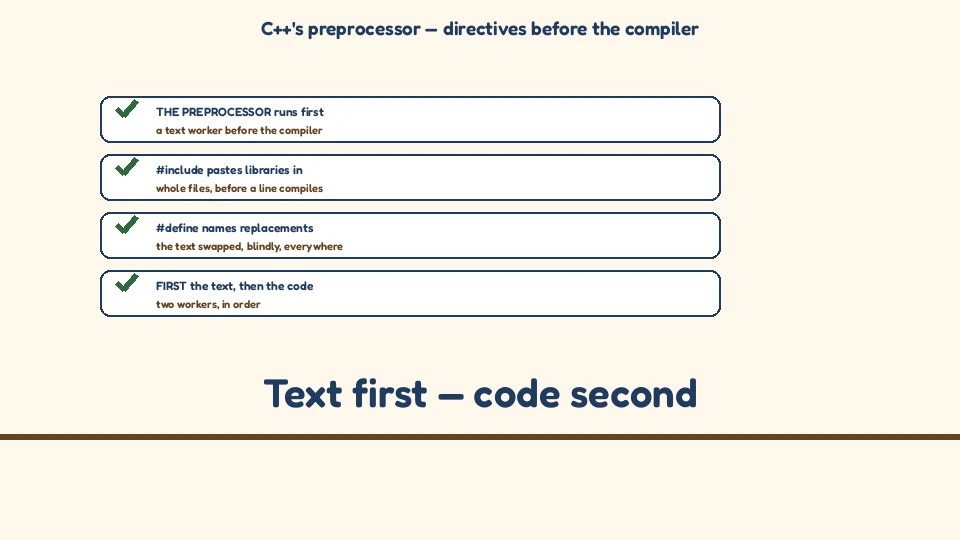 C++'s preprocessor — directives before the compiler
THE PREPROCESSOR runs first
a text worker before the compiler
#include pastes libraries in
whole files, before a line compiles
#define names replacements
the text swapped, blindly, everywhere
FIRST the text, then the code
two workers, in order
Text first — code second